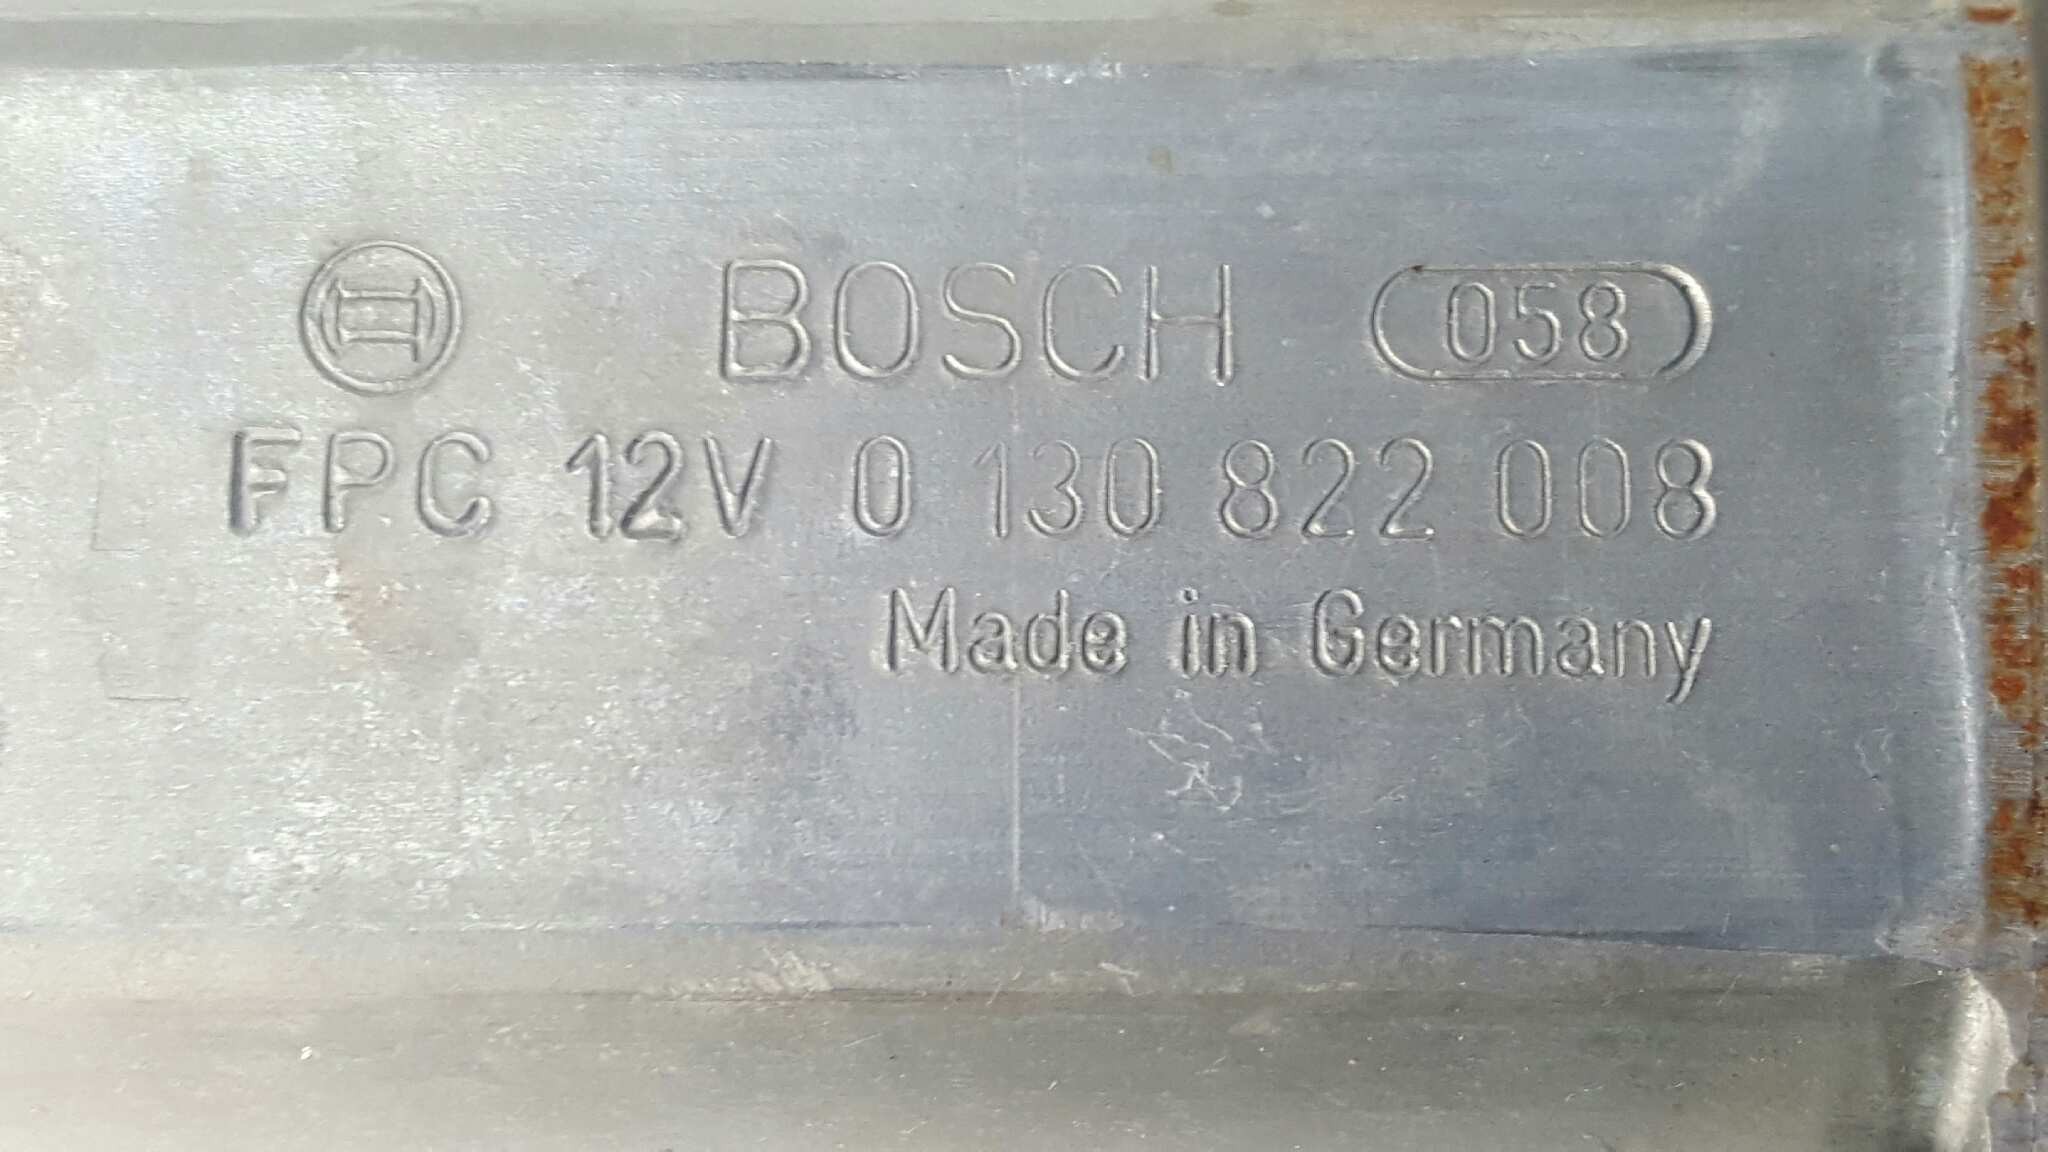 BOSCH 058
FPC 12V 0 130 822 008
Made in Germany